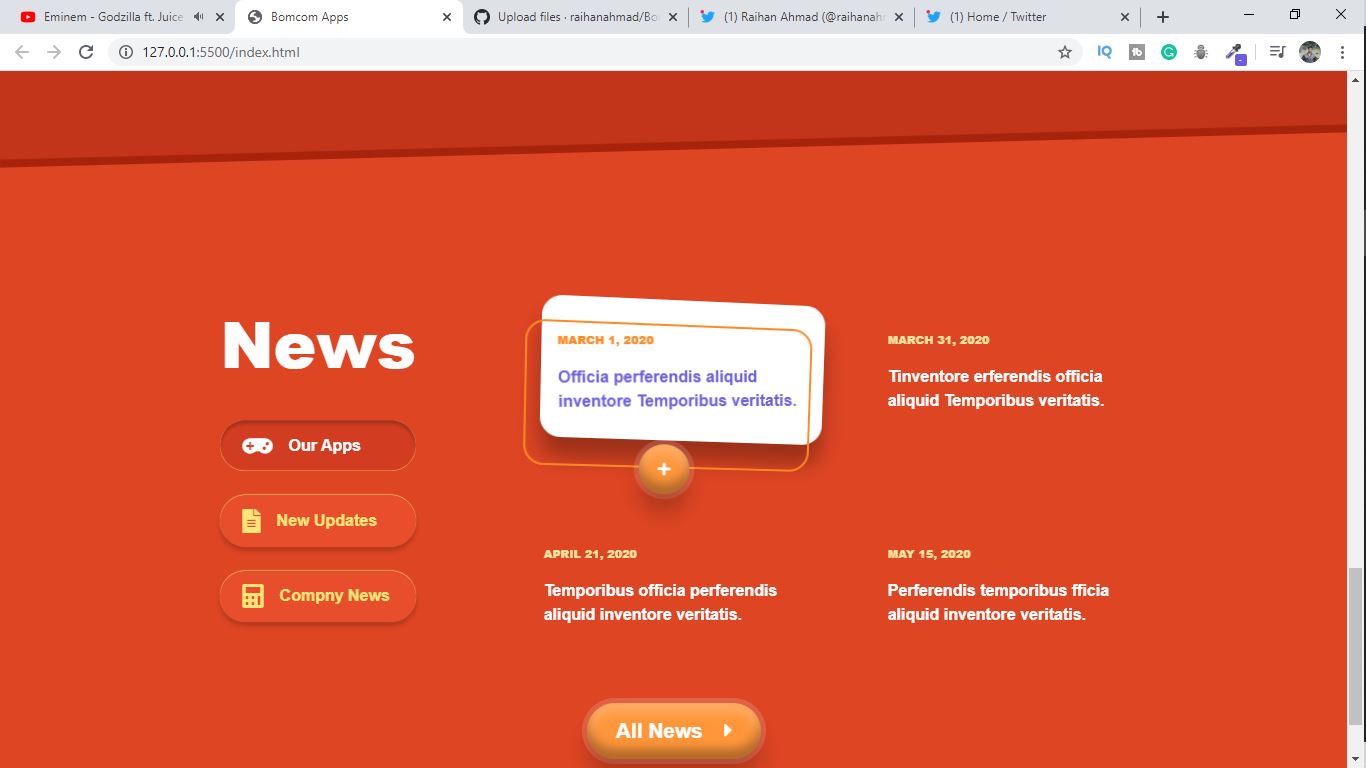 Eminem - Godzilla ft. Juice
Bomcom Apps
Upload files · raihanahmad/Bo
(1) Raihan Ahmad (@raihanah
(1) Home / Twitter
127.0.0.1:5500/index.html
IQ
tb
News
Our Apps
New Updates
Compny News
MARCH 1, 2020
Officia perferendis aliquid
inventore Temporibus veritatis.
+
MARCH 31, 2020
Tinventore erferendis officia
aliquid Temporibus veritatis.
APRIL 21, 2020
Temporibus officia perferendis
aliquid inventore veritatis.
MAY 15, 2020
Perferendis temporibus fficia
aliquid inventore veritatis.
All News